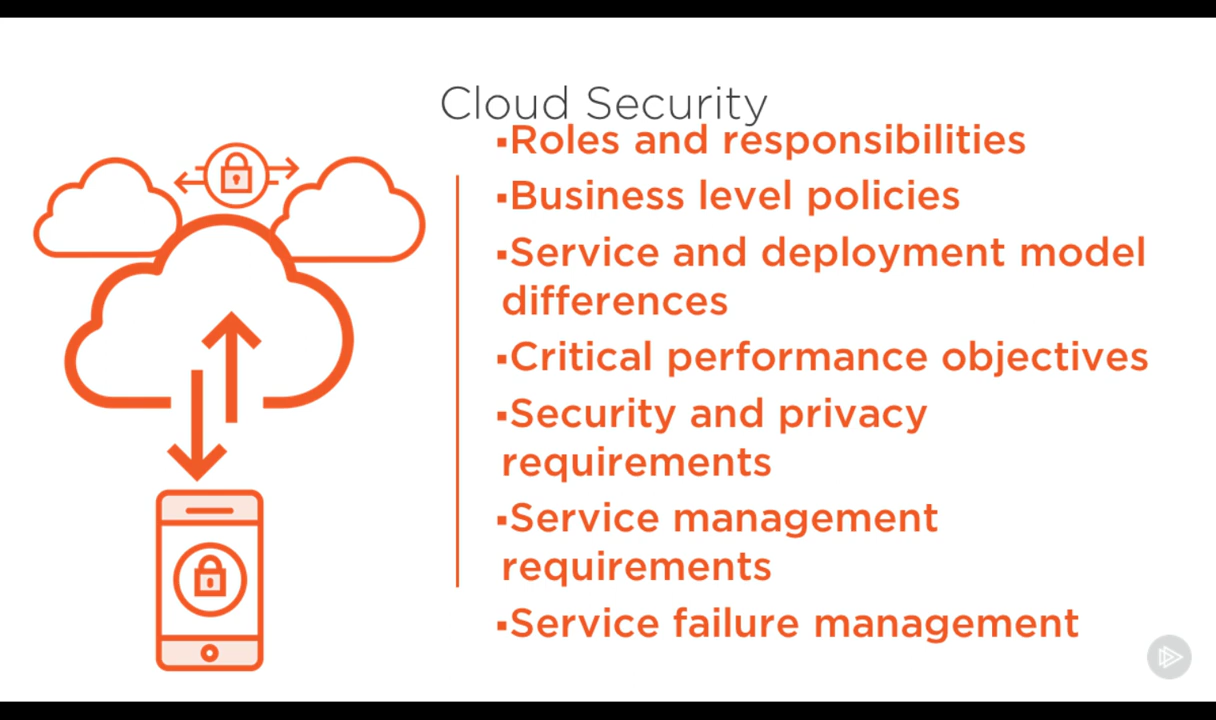 Cloud Security
▪Roles and responsibilities
▪Business level policies
▪Service and deployment model
differences
▪Critical performance objectives
▪Security and privacy
requirements
▪Service management
requirements
▪Service failure management